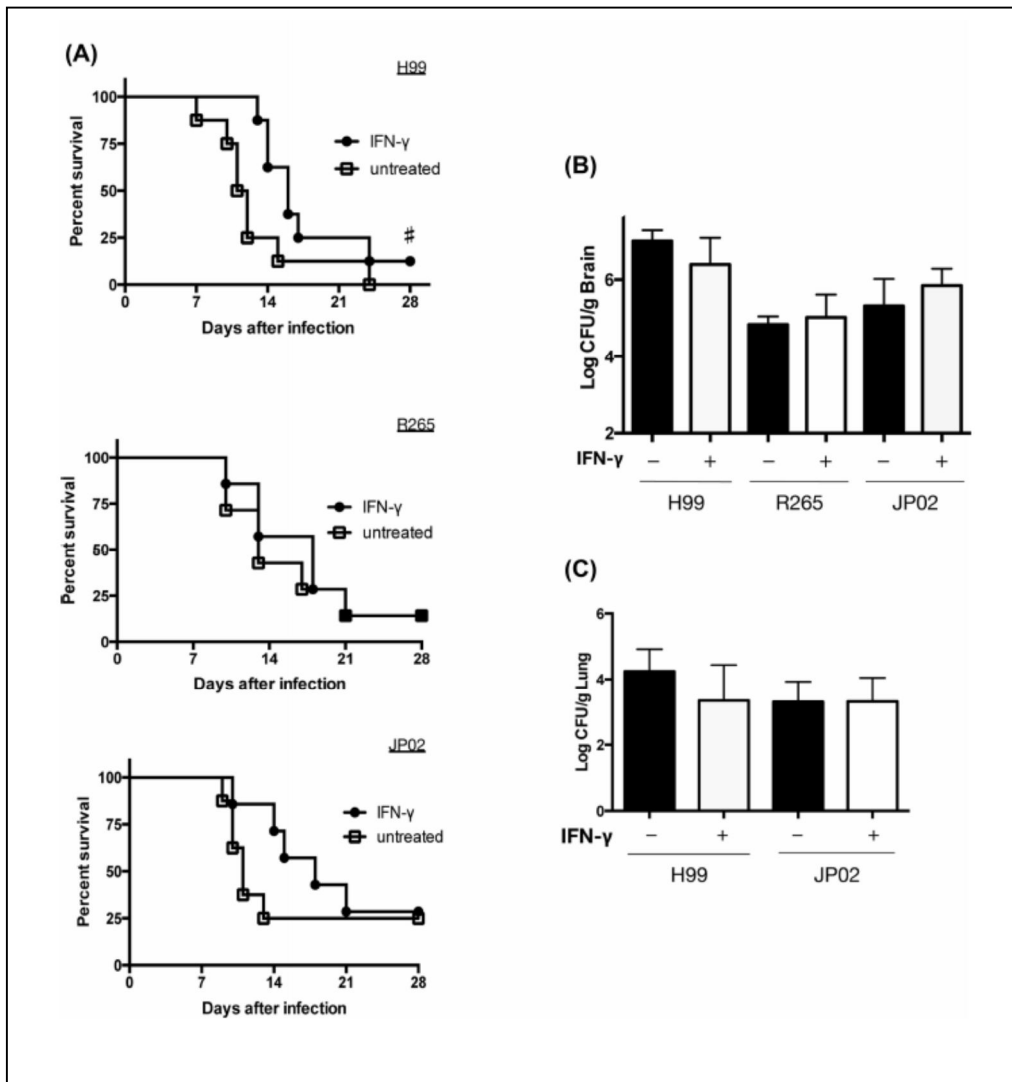 (A)
H99
Percent survival
100
75
50
25
0
IFN-γ
untreated
#
0 7 14 21 28
Days after infection
R265
Percent survival
100
75
50
25
0
IFN-γ
untreated
0 7 14 21 28
Days after infection
JP02
Percent survival
100
75
50
25
0
IFN-γ
untreated
0 7 14 21 28
Days after infection
(B)
Log CFU/g Brain
6
4
2
IFN-γ − + − + − +
H99 R265 JP02
(C)
Log CFU/g Lung
6
4
2
0
IFN-γ − + − +
H99 JP02